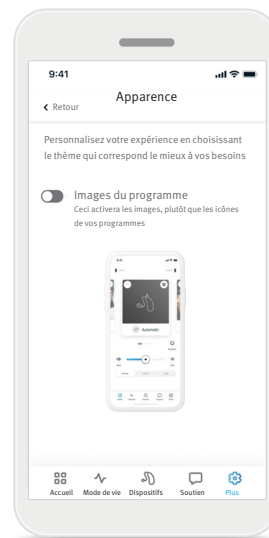 9:41
Retour
Apparence
Personnalisez votre expérience en choisissant
le thème qui correspond le mieux à vos besoins
Images du programme
Ceci activera les images, plutôt que les icônes
de vos programmes
Automatic
Accueil
Mode de vie
Dispositifs
Soutien
Plus